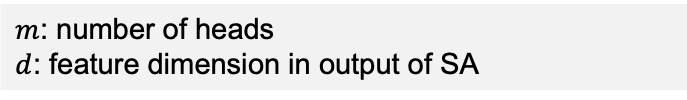 m: number of heads
d: feature dimension in output of SA